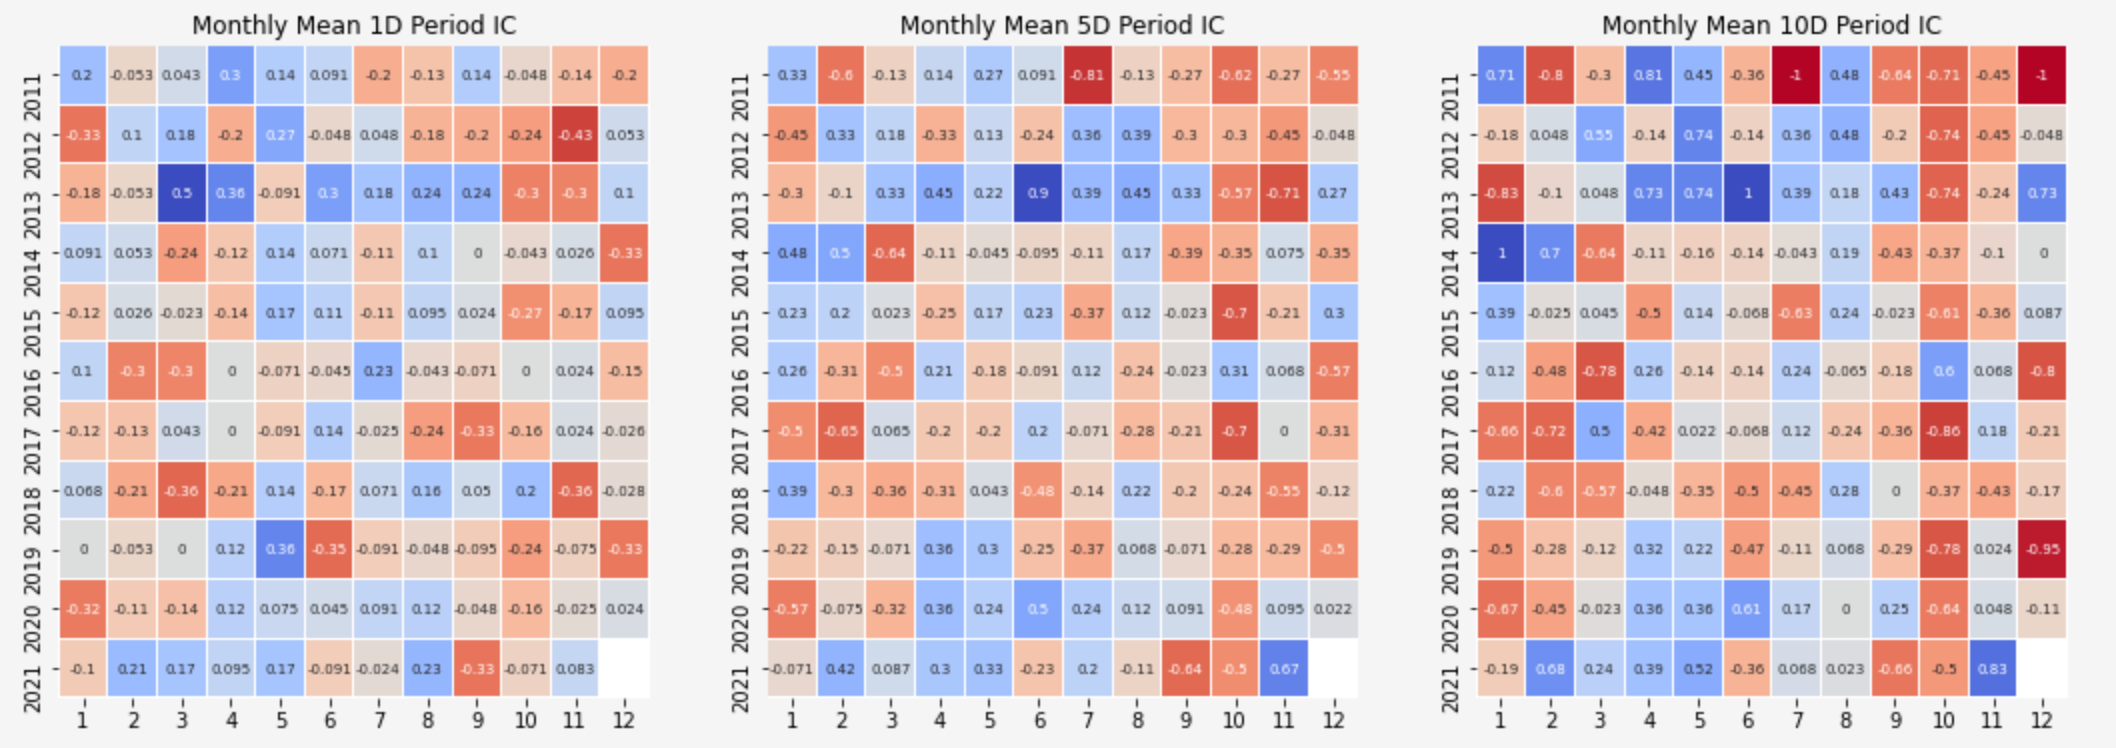 Monthly Mean 1D Period IC
2011 0.2 -0.053 0.043 0.3 0.14 0.091 -0.2 -0.13 0.14 -0.048 -0.14 -0.2
2012 -0.33 0.1 0.18 -0.2 0.27 -0.048 0.048 -0.18 -0.2 -0.24 -0.43 0.053
2013 -0.18 -0.053 0.5 0.36 -0.091 0.3 0.18 0.24 0.24 -0.3 -0.3 0.1
2014 0.091 0.053 -0.24 -0.12 0.14 0.071 -0.11 0.1 0 -0.043 0.026 -0.33
2015 -0.12 0.026 -0.023 -0.14 0.17 0.11 -0.11 0.095 0.024 -0.27 -0.17 0.095
2016 0.1 -0.3 -0.3 0 -0.071 -0.045 0.23 -0.043 -0.071 0 0.024 -0.15
2017 -0.12 -0.13 0.043 0 -0.091 0.14 -0.025 -0.24 -0.33 -0.16 0.024 -0.026
2018 0.068 -0.21 -0.36 -0.21 0.14 -0.17 0.071 0.16 0.05 0.2 -0.36 -0.028
2019 0 -0.053 0 0.12 0.36 -0.35 -0.091 -0.048 -0.095 -0.24 -0.075 -0.33
2020 -0.32 -0.11 -0.14 0.12 0.075 0.045 0.091 0.12 -0.048 -0.16 -0.025 0.024
2021 -0.1 0.21 0.17 0.095 0.17 -0.091 -0.024 0.23 -0.33 -0.071 0.083
1 2 3 4 5 6 7 8 9 10 11 12
Monthly Mean 5D Period IC
2011 0.33 -0.6 -0.13 0.14 0.27 0.091 -0.81 -0.13 -0.27 -0.62 -0.27 -0.55
2012 -0.45 0.33 0.18 -0.33 0.13 -0.24 0.36 0.39 -0.3 -0.3 -0.45 -0.048
2013 -0.3 -0.1 0.33 0.45 0.22 0.9 0.39 0.45 0.33 -0.57 -0.71 0.27
2014 0.48 0.5 -0.64 -0.11 -0.045 -0.095 -0.11 0.17 -0.39 -0.35 0.075 -0.35
2015 0.23 0.2 0.023 -0.25 0.17 0.23 -0.37 0.12 -0.023 -0.7 -0.21 0.3
2016 0.26 -0.31 -0.5 0.21 -0.18 -0.091 0.12 -0.24 -0.023 0.31 0.068 -0.57
2017 -0.5 -0.65 0.065 -0.2 -0.2 0.2 -0.071 -0.28 -0.21 -0.7 0 -0.31
2018 0.39 -0.3 -0.36 -0.31 0.043 -0.48 -0.14 0.22 -0.2 -0.24 -0.55 -0.12
2019 -0.22 -0.15 -0.071 0.36 0.3 -0.25 -0.37 0.068 -0.071 -0.28 -0.29 -0.5
2020 -0.57 -0.075 -0.32 0.36 0.24 0.5 0.24 0.12 0.091 -0.48 0.095 0.022
2021 -0.071 0.42 0.087 0.3 0.33 -0.23 0.2 -0.11 -0.64 -0.5 0.67
1 2 3 4 5 6 7 8 9 10 11 12
Monthly Mean 10D Period IC
2011 0.71 -0.8 -0.3 0.81 0.45 -0.36 -1 0.48 -0.64 -0.71 -0.45 -1
2012 -0.18 0.048 0.55 -0.14 0.74 -0.14 0.36 0.48 -0.2 -0.74 -0.45 -0.048
2013 -0.83 -0.1 0.048 0.73 0.74 1 0.39 0.18 0.43 -0.74 -0.24 0.73
2014 1 0.7 -0.64 -0.11 -0.16 -0.14 -0.043 0.19 -0.43 -0.37 -0.1 0
2015 0.39 -0.025 0.045 -0.5 0.14 -0.068 -0.63 0.24 -0.023 -0.61 -0.36 0.087
2016 0.12 -0.48 -0.78 0.26 -0.14 -0.14 0.24 -0.065 -0.18 0.6 0.068 -0.8
2017 -0.66 -0.72 0.5 -0.42 0.022 -0.068 0.12 -0.24 -0.36 -0.86 0.18 -0.21
2018 0.22 -0.6 -0.57 -0.048 -0.35 -0.5 -0.45 0.28 0 -0.37 -0.43 -0.17
2019 -0.5 -0.28 -0.12 0.32 0.22 -0.47 -0.11 0.068 -0.29 -0.78 0.024 -0.95
2020 -0.67 -0.45 -0.023 0.36 0.36 0.61 0.17 0 0.25 -0.64 0.048 -0.11
2021 -0.19 0.68 0.24 0.39 0.52 -0.36 0.068 0.023 -0.66 -0.5 0.83
1 2 3 4 5 6 7 8 9 10 11 12